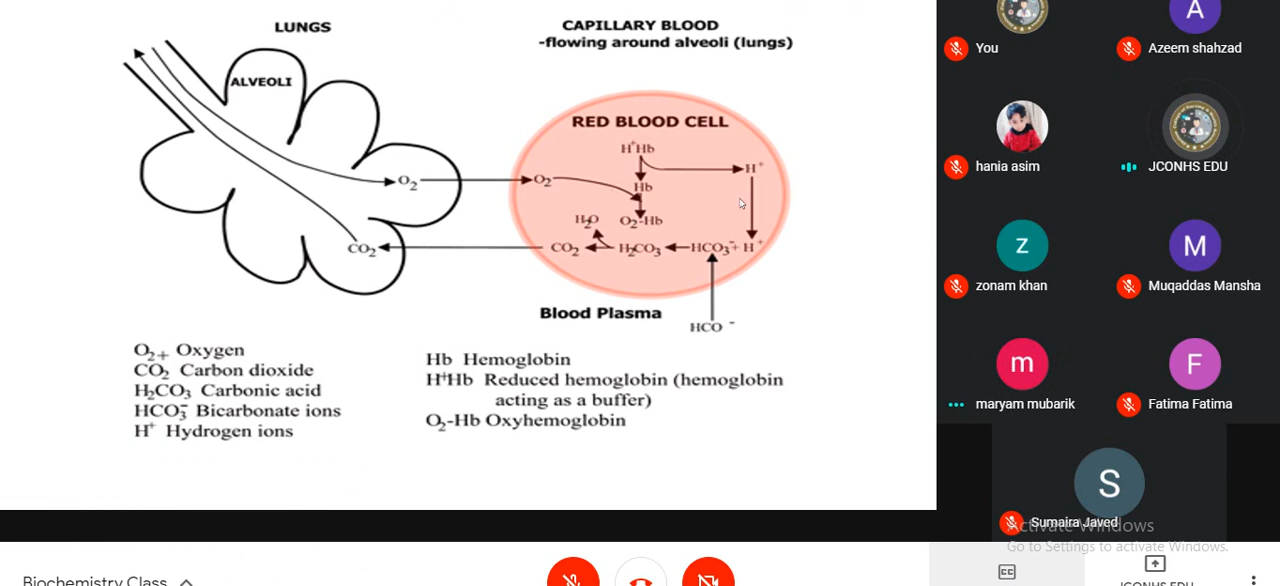 LUNGS
CAPILLARY BLOOD
-flowing around alveoli (lungs)
ALVEOLI
RED BLOOD CELL
H⁺Hb
H⁺
O₂
O₂
Hb
H₂O
O₂-Hb
CO₂
CO₂
H₂CO₃
HCO₃⁻+ H⁺
Blood Plasma
HCO ⁻
O₂+ Oxygen
CO₂ Carbon dioxide
H₂CO₃ Carbonic acid
HCO₃⁻ Bicarbonate ions
H⁺ Hydrogen ions
Hb Hemoglobin
H⁺Hb Reduced hemoglobin (hemoglobin
acting as a buffer)
O₂-Hb Oxyhemoglobin
You
A
Azeem shahzad
hania asim
JCONHS EDU
z
zonam khan
M
Muqaddas Mansha
m
maryam mubarik
F
Fatima Fatima
S
Sumaira Javed
Activate Windows
Go to Settings to activate Windows.
Biochemistry Class
CC
JCONHS EDU